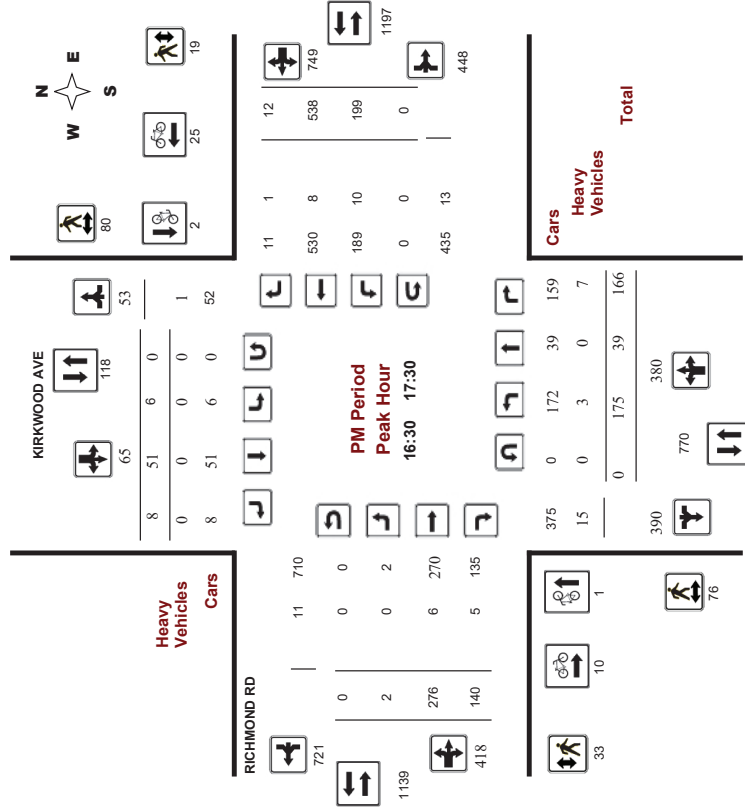 N
W E
S
19
25
80
2
KIRKWOOD AVE
118
65
53
8 51 6 0
0 0 0 0 1
8 51 6 0 52
Heavy
Vehicles
Cars
1197
749
448
12 538 199 0
1 8 10 0 13
11 530 189 0 435
PM Period
Peak Hour
16:30 17:30
RICHMOND RD
710 0 2 270 135
11 0 0 6 5
0 2 276 140
721
1139
418
Cars
Heavy
Vehicles
Total
375 0 172 39 159
15 0 3 0 7
0 175 39 166
390
380
770
1
10
33
76